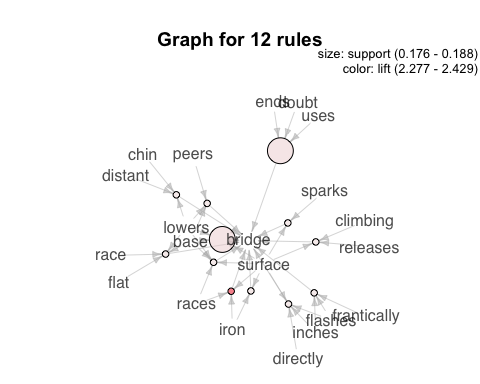 Graph for 12 rules
size: support (0.176 - 0.188)
color: lift (2.277 - 2.429)
ends
doubt
uses
chin
peers
distant
sparks
climbing
lowers
base
bridge
releases
race
surface
flat
races
iron
flashes
frantically
inches
directly